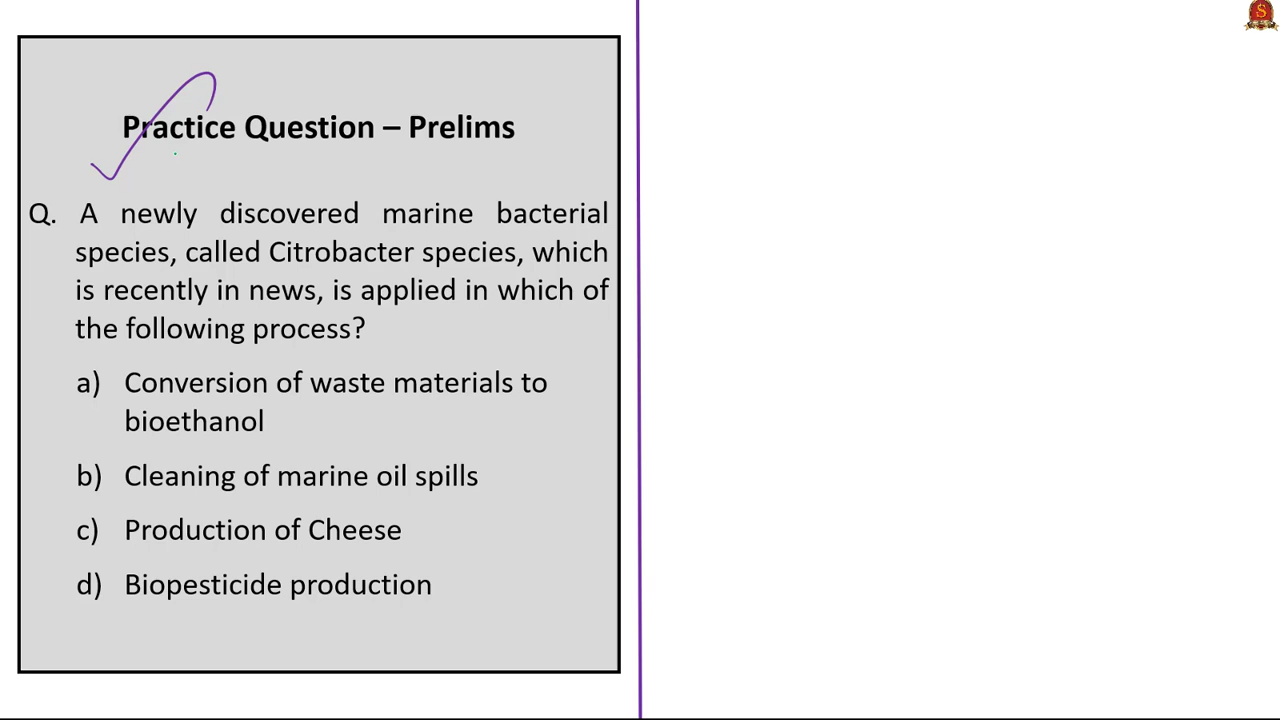 Practice Question – Prelims
Q. A newly discovered marine bacterial
species, called Citrobacter species, which
is recently in news, is applied in which of
the following process?
a) Conversion of waste materials to
bioethanol
b) Cleaning of marine oil spills
c) Production of Cheese
d) Biopesticide production
S